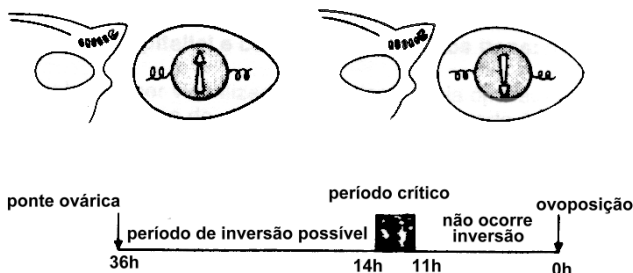 período crítico
ponte ovárica
ovoposição
período de inversão possível
não ocorre
inversão
36h
14h
11h
0h